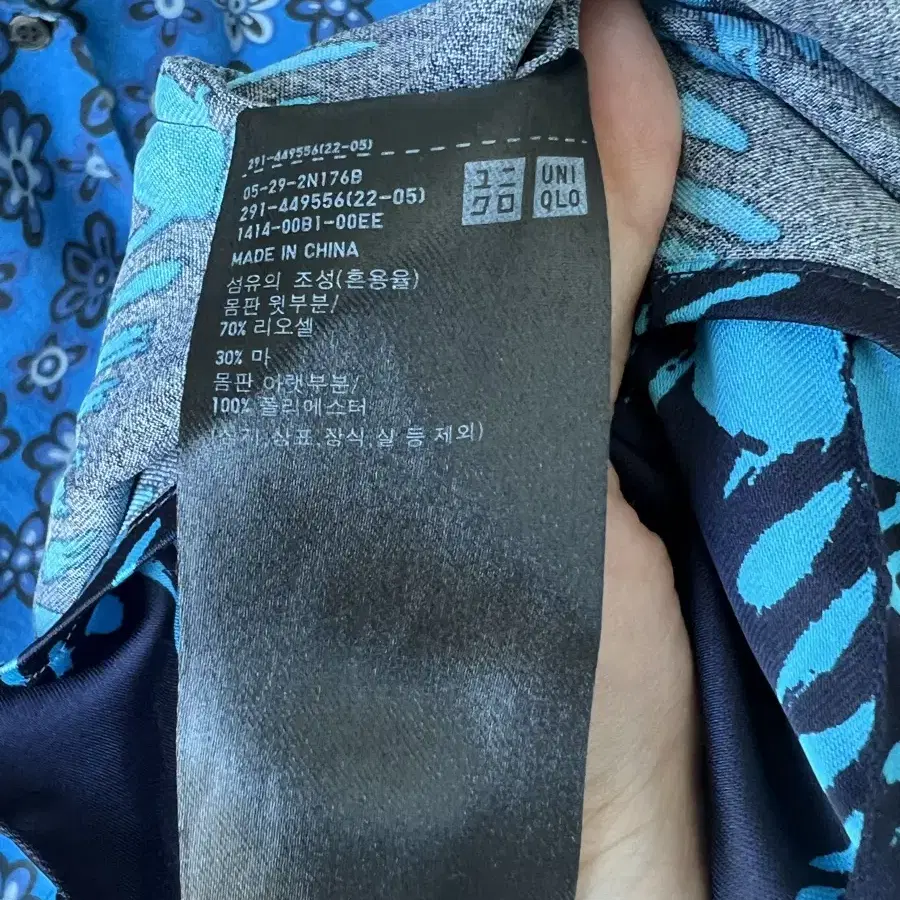 291-449556(22-05)
05-29-2N176B
291-449556(22-05)
1414-00B1-00EE
ユニ
クロ
UNI
QLO
MADE IN CHINA
섬유의 조성(혼용율)
몸판 윗부분/
70% 리오셀
30% 마
몸판 아랫부분/
100% 폴리에스터
(심지,상표,장식,실 등 제외)